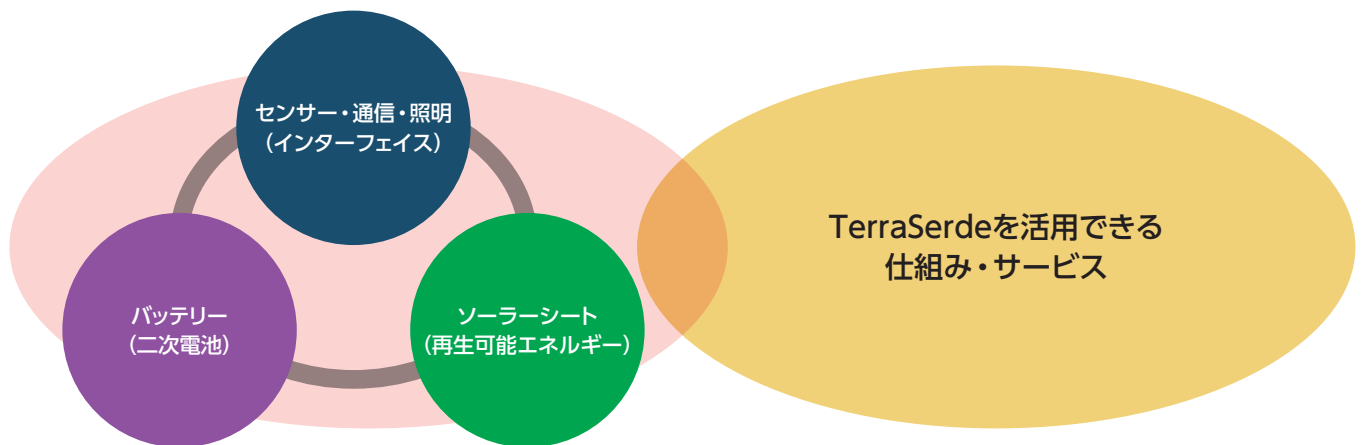 センサー・通信・照明
（インターフェイス）
バッテリー
（二次電池）
ソーラーシート
（再生可能エネルギー）
TerraSerdeを活用できる
仕組み・サービス